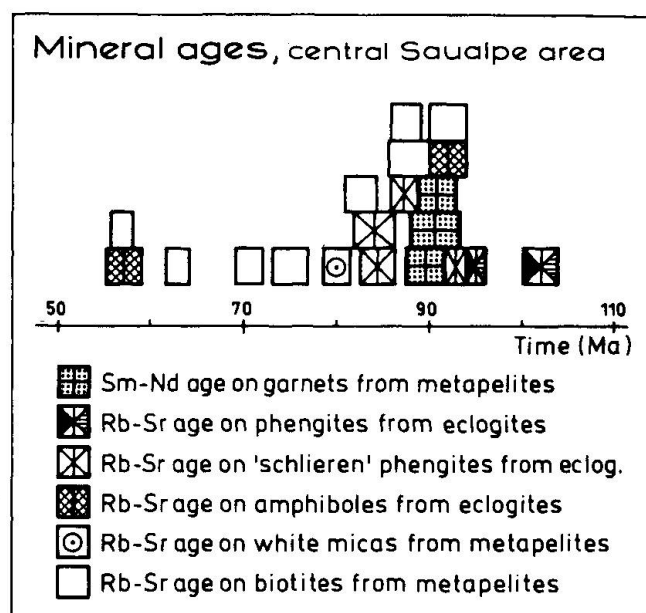 Mineral ages, central Saualpe area
50 70 90 110
Time (Ma)
Sm-Nd age on garnets from metapelites
Rb-Sr age on phengites from eclogites
Rb-Sr age on 'schlieren' phengites from eclog.
Rb-Sr age on amphiboles from eclogites
Rb-Sr age on white micas from metapelites
Rb-Sr age on biotites from metapelites